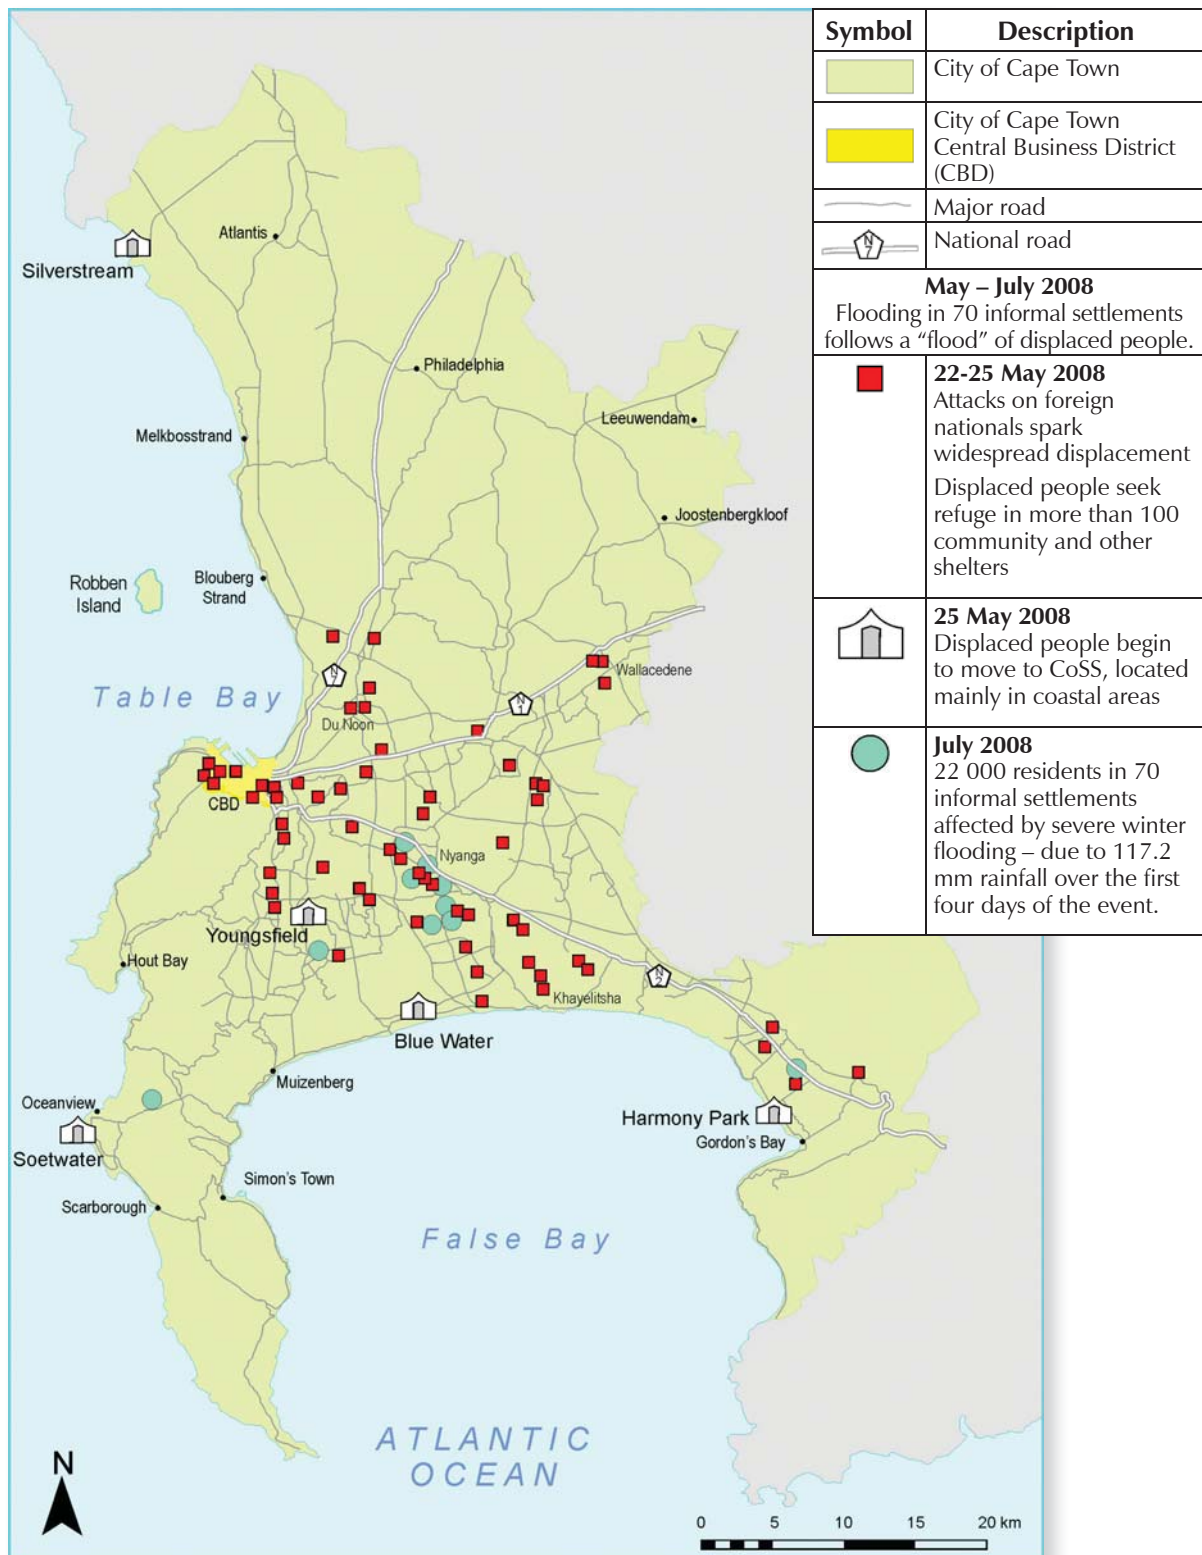 Symbol Description
City of Cape Town
City of Cape Town
Central Business District
(CBD)
Major road
N
7
National road
May – July 2008
Flooding in 70 informal settlements
follows a “flood” of displaced people.
22-25 May 2008
Attacks on foreign
nationals spark
widespread displacement
Displaced people seek
refuge in more than 100
community and other
shelters
25 May 2008
Displaced people begin
to move to CoSS, located
mainly in coastal areas
July 2008
22 000 residents in 70
informal settlements
affected by severe winter
flooding – due to 117.2
mm rainfall over the first
four days of the event.
Atlantis
Silverstream
Philadelphia
Leeuwendam
Melkbosstrand
Joostenbergkloof
Blouberg
Strand
Robben
Island
Wallacedene
N
7
Table Bay
N
1
Du Noon
CBD
Nyanga
Youngsfield
Hout Bay
N
2
Khayelitsha
Blue Water
Muizenberg
Oceanview
Harmony Park
Gordon's Bay
Soetwater
Simon's Town
Scarborough
False Bay
ATLANTIC
OCEAN
N
0 5 10 15 20 km